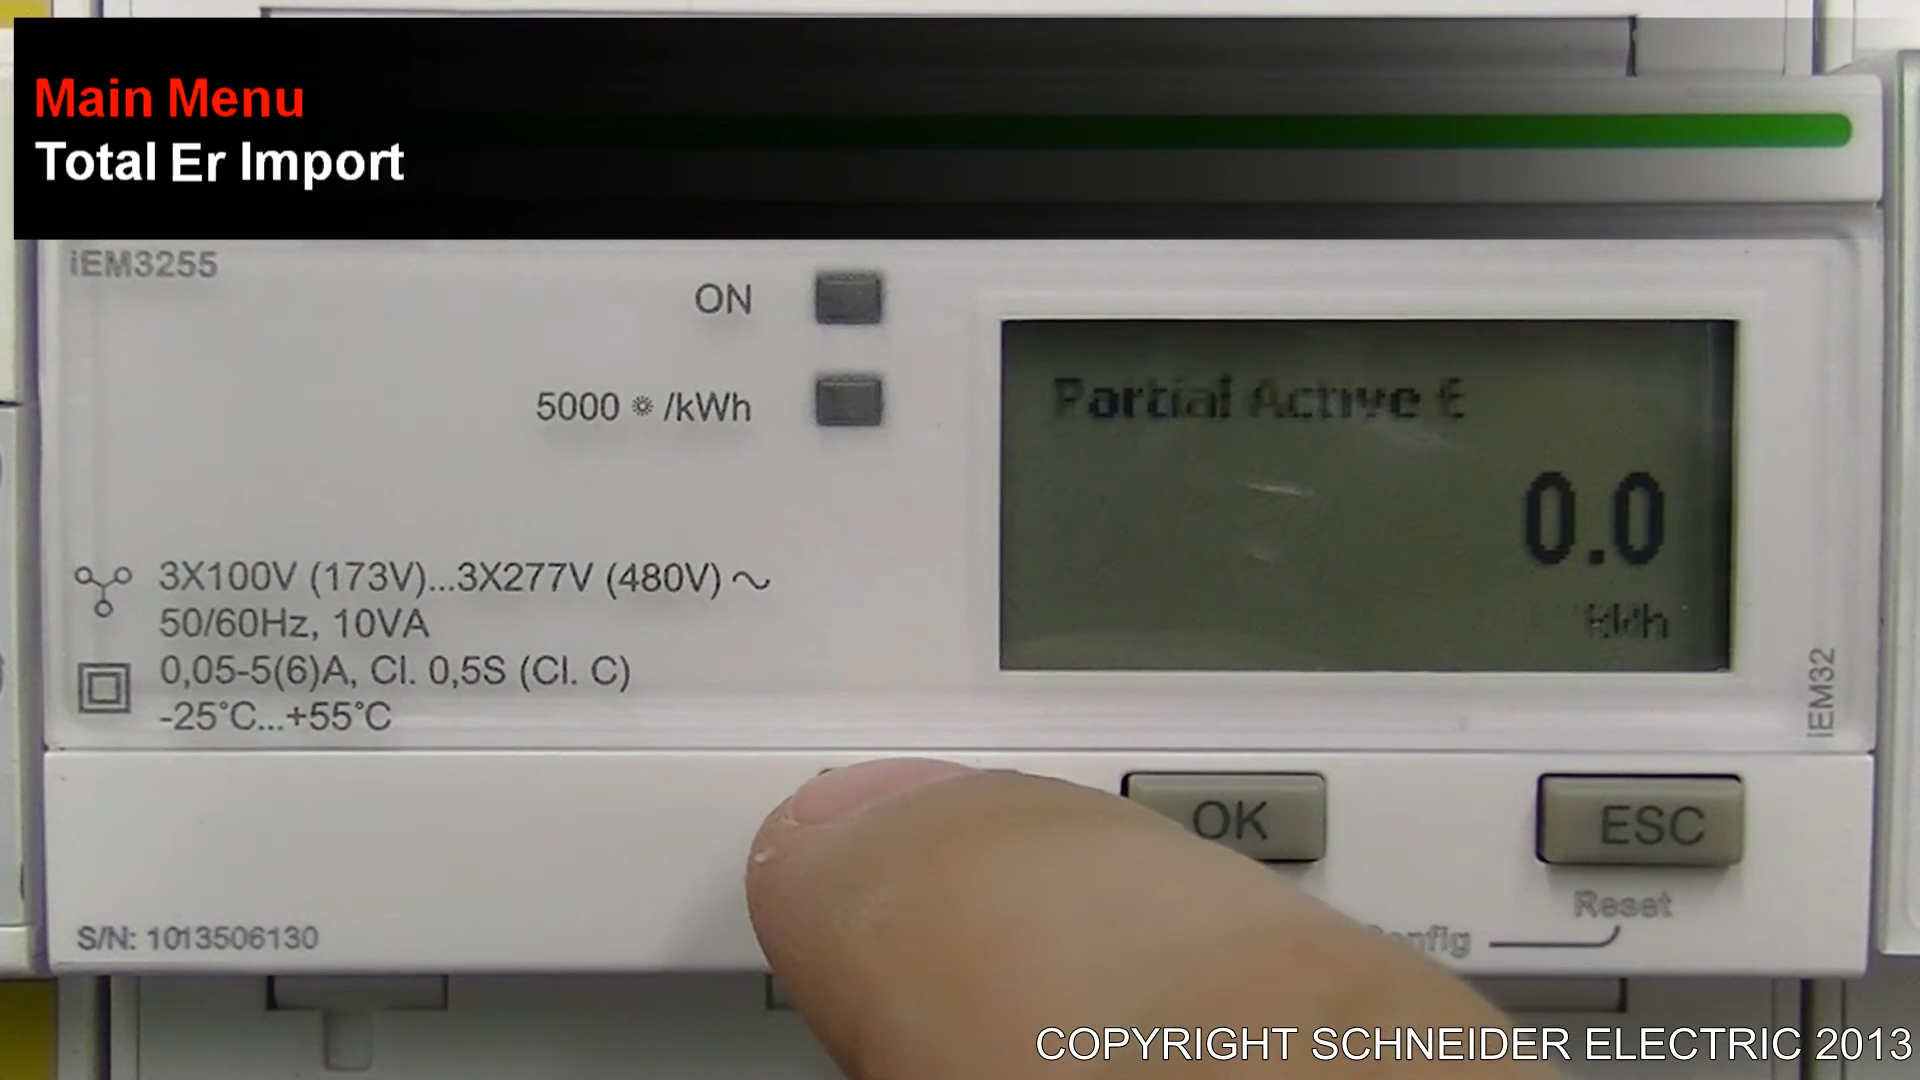 Main Menu
Total Er Import
iEM3255
ON
5000 ☼ /kWh
Partial Active E
0.0
kWh
3X100V (173V)...3X277V (480V) ~
50/60Hz, 10VA
0,05-5(6)A, Cl. 0,5S (Cl. C)
-25°C...+55°C
iEM32
OK
ESC
Reset
S/N: 1013506130
COPYRIGHT SCHNEIDER ELECTRIC 2013